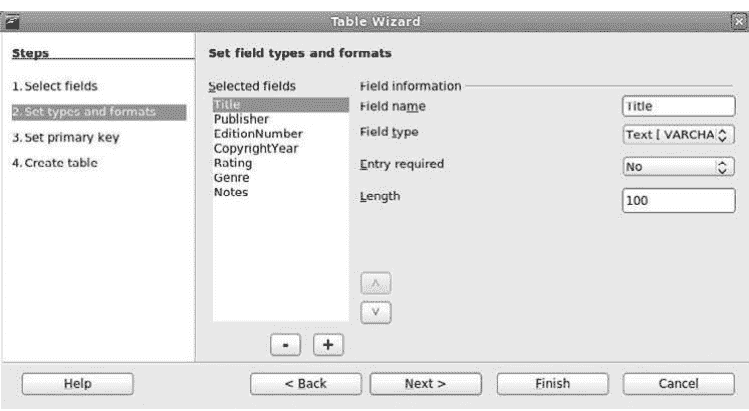 Table Wizard
Steps
1. Select fields
2. Set types and formats
3. Set primary key
4. Create table
Set field types and formats
Selected fields
Title
Publisher
EditionNumber
CopyrightYear
Rating
Genre
Notes
- +
Field information
Field name Title
Field type Text [ VARCHA
Entry required No
Length 100
Help < Back Next > Finish Cancel